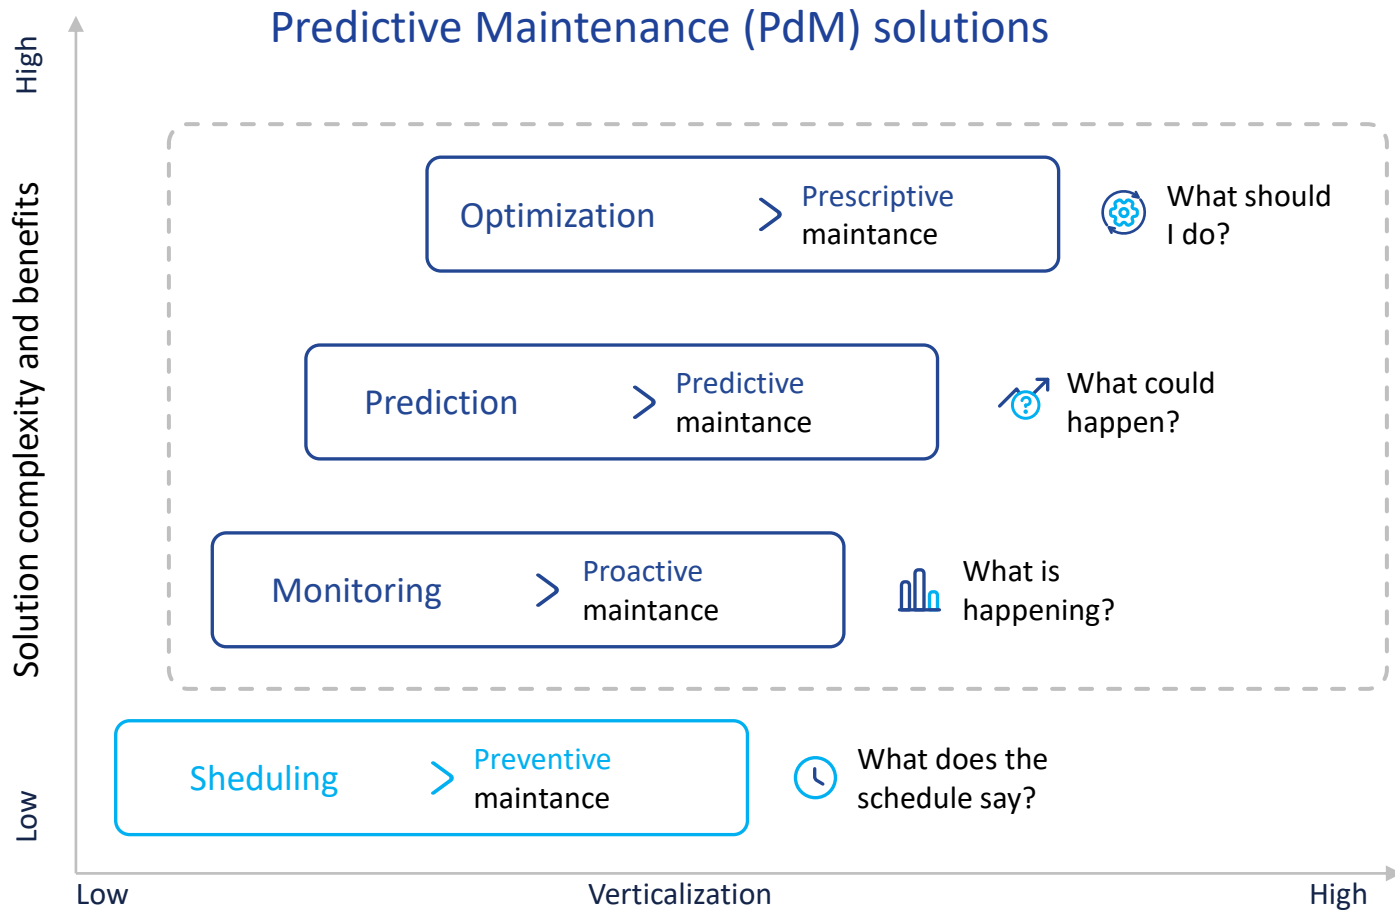 Predictive Maintenance (PdM) solutions
High
Solution complexity and benefits
Low
Optimization
Prescriptive
maintance
What should
I do?
Prediction
Predictive
maintance
What could
happen?
Monitoring
Proactive
maintance
What is
happening?
Sheduling
Preventive
maintance
What does the
schedule say?
Low
Verticalization
High